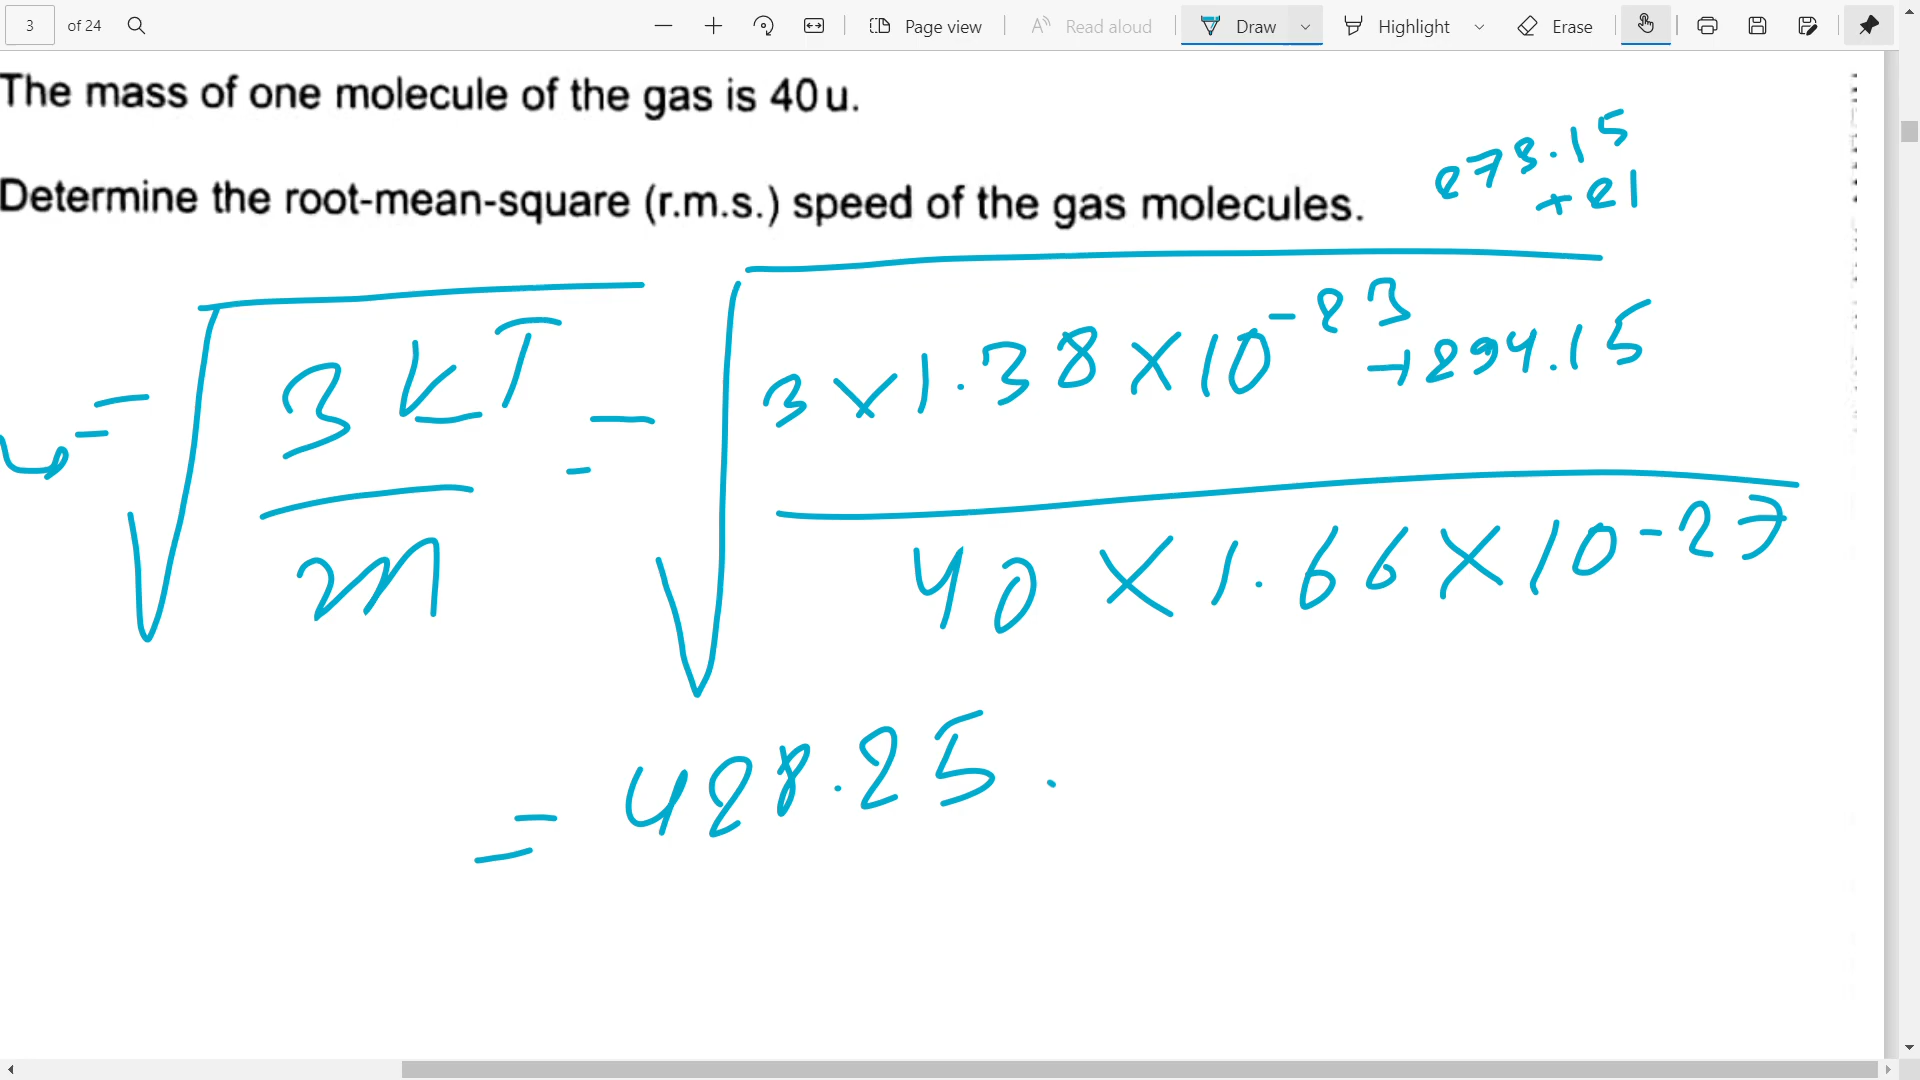 3 of 24 Page view Read aloud Draw Highlight Erase
The mass of one molecule of the gas is 40 u.
273.15
+21
Determine the root-mean-square (r.m.s.) speed of the gas molecules.
= √(3kT/m) = √(3×1.38×10^-23 × 294.15 / 40×1.66×10^-27)
= 428.25.